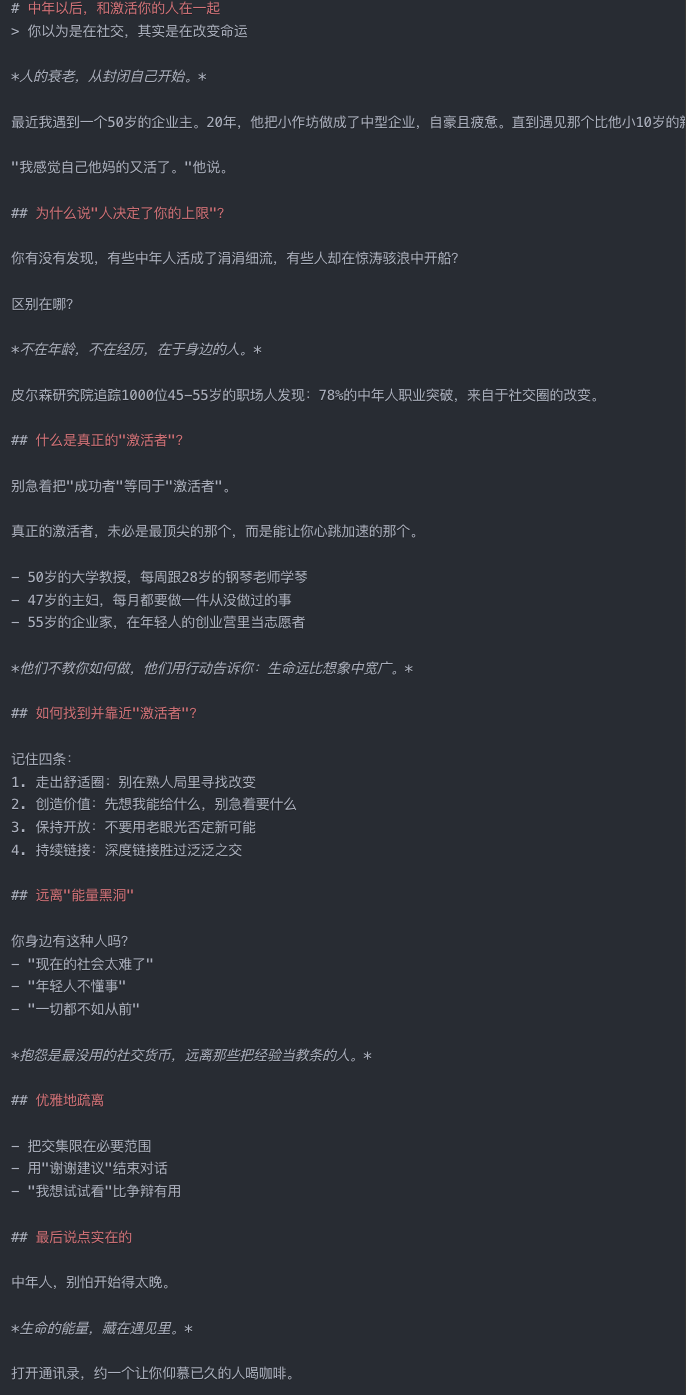 # 中年以后，和激活你的人在一起
> 你以为是在社交，其实是在改变命运
*人的衰老，从封闭自己开始。*
最近我遇到一个50岁的企业主。20年，他把小作坊做成了中型企业，自豪且疲惫。直到遇见那个比他小10岁的新
"我感觉自己他妈的又活了。"他说。
## 为什么说"人决定了你的上限"？
你有没有发现，有些中年人活成了涓涓细流，有些人却在惊涛骇浪中开船？
区别在哪？
*不在年龄，不在经历，在于身边的人。*
皮尔森研究院追踪1000位45-55岁的职场人发现：78%的中年人职业突破，来自于社交圈的改变。
## 什么是真正的"激活者"？
别急着把"成功者"等同于"激活者"。
真正的激活者，未必是最顶尖的那个，而是能让你心跳加速的那个。
- 50岁的大学教授，每周跟28岁的钢琴老师学琴
- 47岁的主妇，每月都要做一件从没做过的事
- 55岁的企业家，在年轻人的创业营里当志愿者
*他们不教你如何做，他们用行动告诉你：生命远比想象中宽广。*
## 如何找到并靠近"激活者"？
记住四条：
1. 走出舒适圈：别在熟人局里寻找改变
2. 创造价值：先想我能给什么，别急着要什么
3. 保持开放：不要用老眼光否定新可能
4. 持续链接：深度链接胜过泛泛之交
## 远离"能量黑洞"
你身边有这种人吗？
- "现在的社会太难了"
- "年轻人不懂事"
- "一切都不如从前"
*抱怨是最没用的社交货币，远离那些把经验当教条的人。*
## 优雅地疏离
- 把交集限在必要范围
- 用"谢谢建议"结束对话
- "我想试试看"比争辩有用
## 最后说点实在的
中年人，别怕开始得太晚。
*生命的能量，藏在遇见里。*
打开通讯录，约一个让你仰慕已久的人喝咖啡。